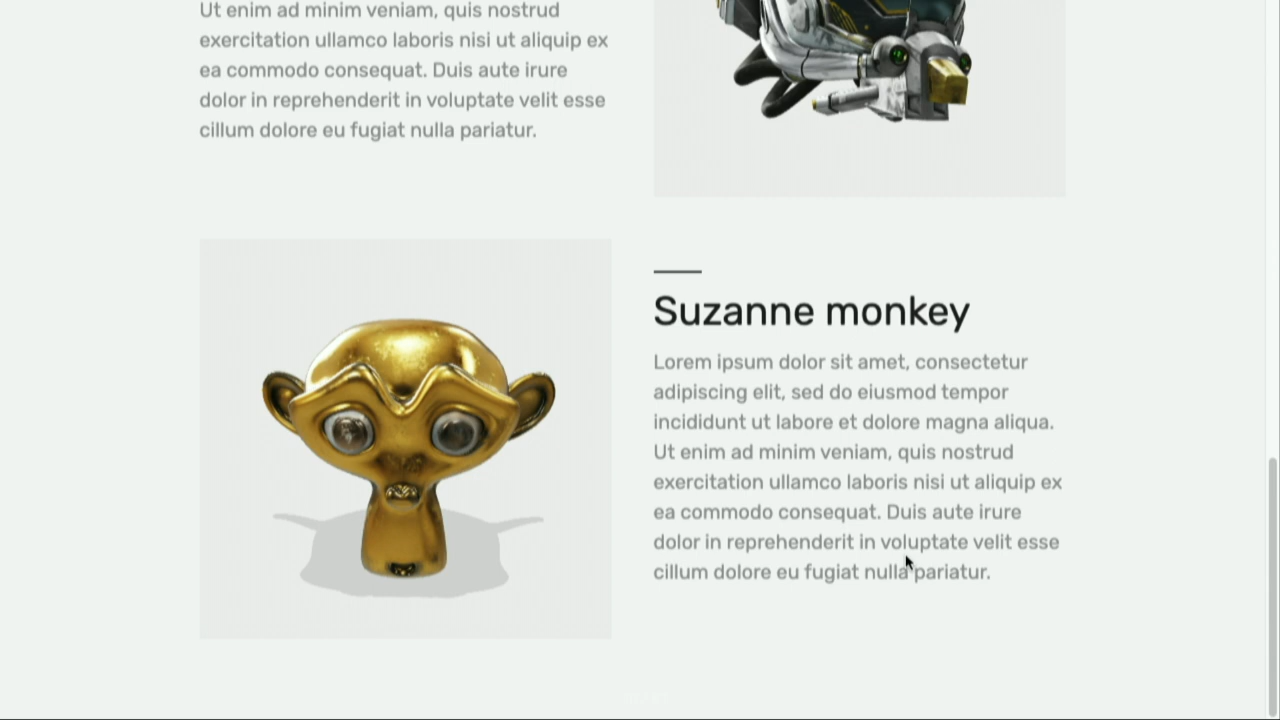 Ut enim ad minim veniam, quis nostrud
exercitation ullamco laboris nisi ut aliquip ex
ea commodo consequat. Duis aute irure
dolor in reprehenderit in voluptate velit esse
cillum dolore eu fugiat nulla pariatur.
Suzanne monkey
Lorem ipsum dolor sit amet, consectetur
adipiscing elit, sed do eiusmod tempor
incididunt ut labore et dolore magna aliqua.
Ut enim ad minim veniam, quis nostrud
exercitation ullamco laboris nisi ut aliquip ex
ea commodo consequat. Duis aute irure
dolor in reprehenderit in voluptate velit esse
cillum dolore eu fugiat nulla pariatur.